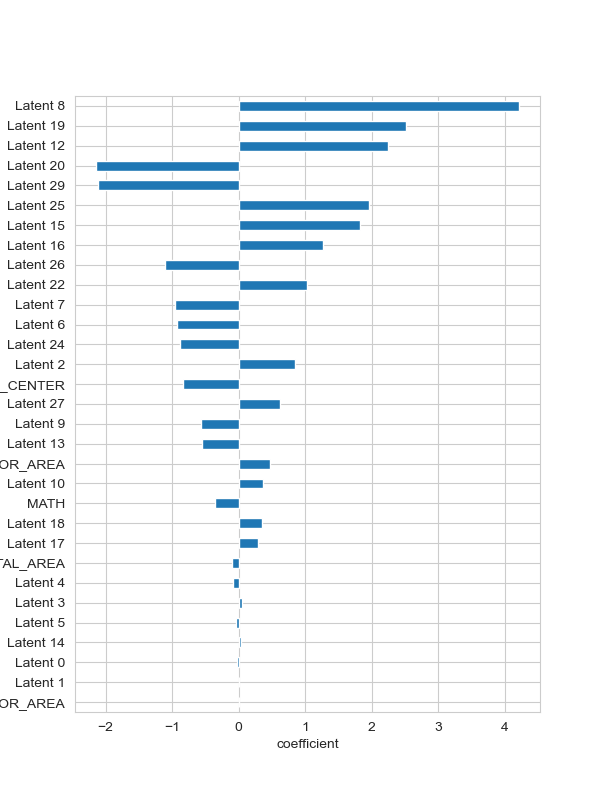 Latent 8
Latent 19
Latent 12
Latent 20
Latent 29
Latent 25
Latent 15
Latent 16
Latent 26
Latent 22
Latent 7
Latent 6
Latent 24
Latent 2
_CENTER
Latent 27
Latent 9
Latent 13
OR_AREA
Latent 10
MATH
Latent 18
Latent 17
TAL_AREA
Latent 4
Latent 3
Latent 5
Latent 14
Latent 0
Latent 1
OR_AREA
−2 −1 0 1 2 3 4
coefficient